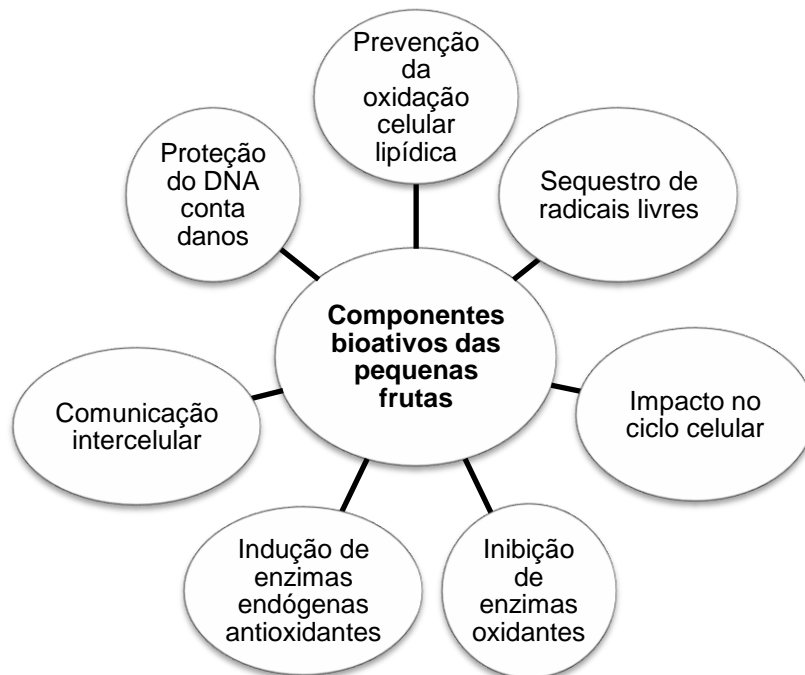 Prevenção
da
oxidação
celular
lipídica
Sequestro de
radicais livres
Impacto no
ciclo celular
Inibição
de
enzimas
oxidantes
Indução de
enzimas
endógenas
antioxidantes
Comunicação
intercelular
Proteção
do DNA
conta
danos
Componentes
bioativos das
pequenas
frutas